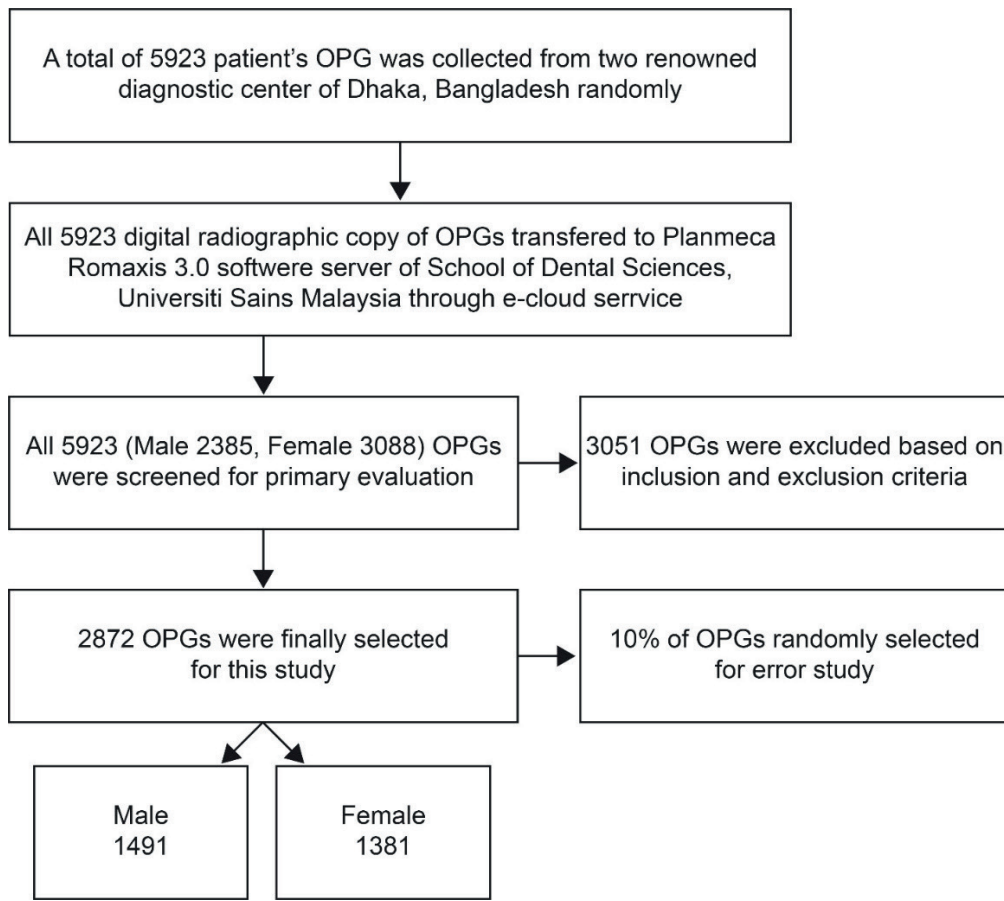 A total of 5923 patient's OPG was collected from two renowned
diagnostic center of Dhaka, Bangladesh randomly
All 5923 digital radiographic copy of OPGs transfered to Planmeca
Romaxis 3.0 softwere server of School of Dental Sciences,
Universiti Sains Malaysia through e-cloud serrvice
All 5923 (Male 2385, Female 3088) OPGs
were screened for primary evaluation
3051 OPGs were excluded based on
inclusion and exclusion criteria
2872 OPGs were finally selected
for this study
10% of OPGs randomly selected
for error study
Male
1491
Female
1381